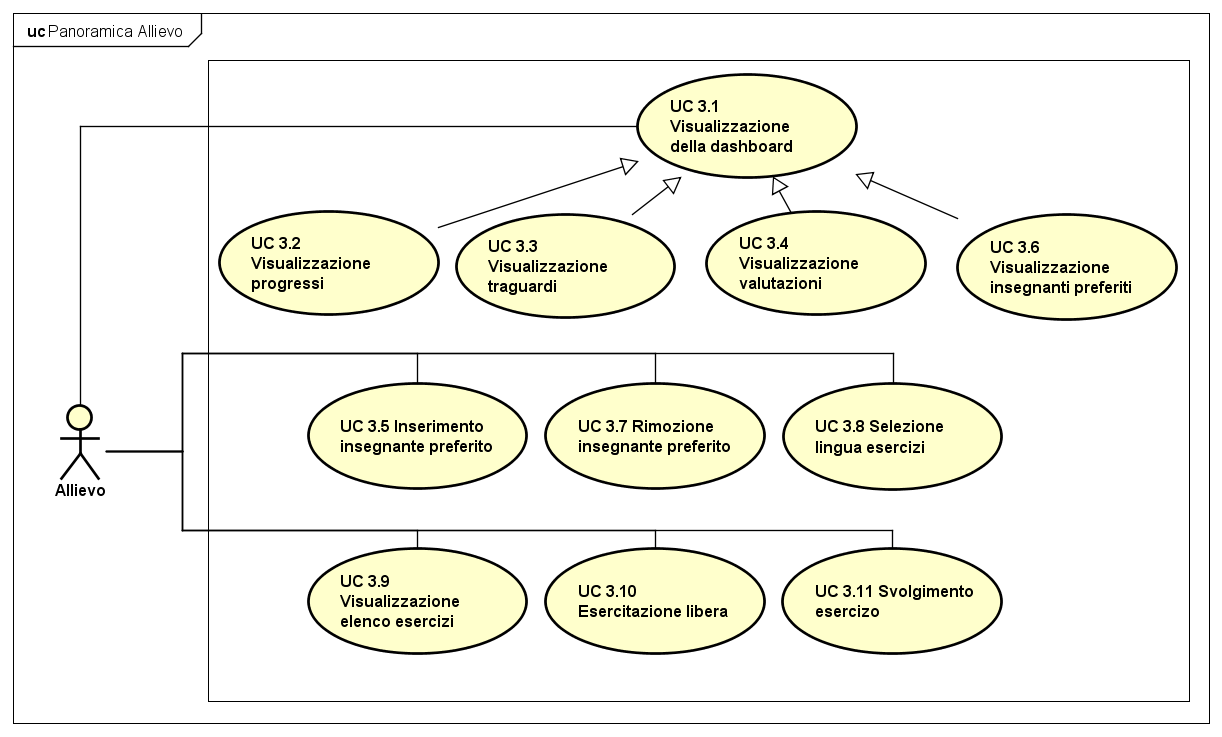 uc Panoramica Allievo
UC 3.1
Visualizzazione
della dashboard
UC 3.2
Visualizzazione
progressi
UC 3.3
Visualizzazione
traguardi
UC 3.4
Visualizzazione
valutazioni
UC 3.6
Visualizzazione
insegnanti preferiti
UC 3.5 Inserimento
insegnante preferito
UC 3.7 Rimozione
insegnante preferito
UC 3.8 Selezione
lingua esercizi
Allievo
UC 3.9
Visualizzazione
elenco esercizi
UC 3.10
Esercitazione libera
UC 3.11 Svolgimento
esercizo